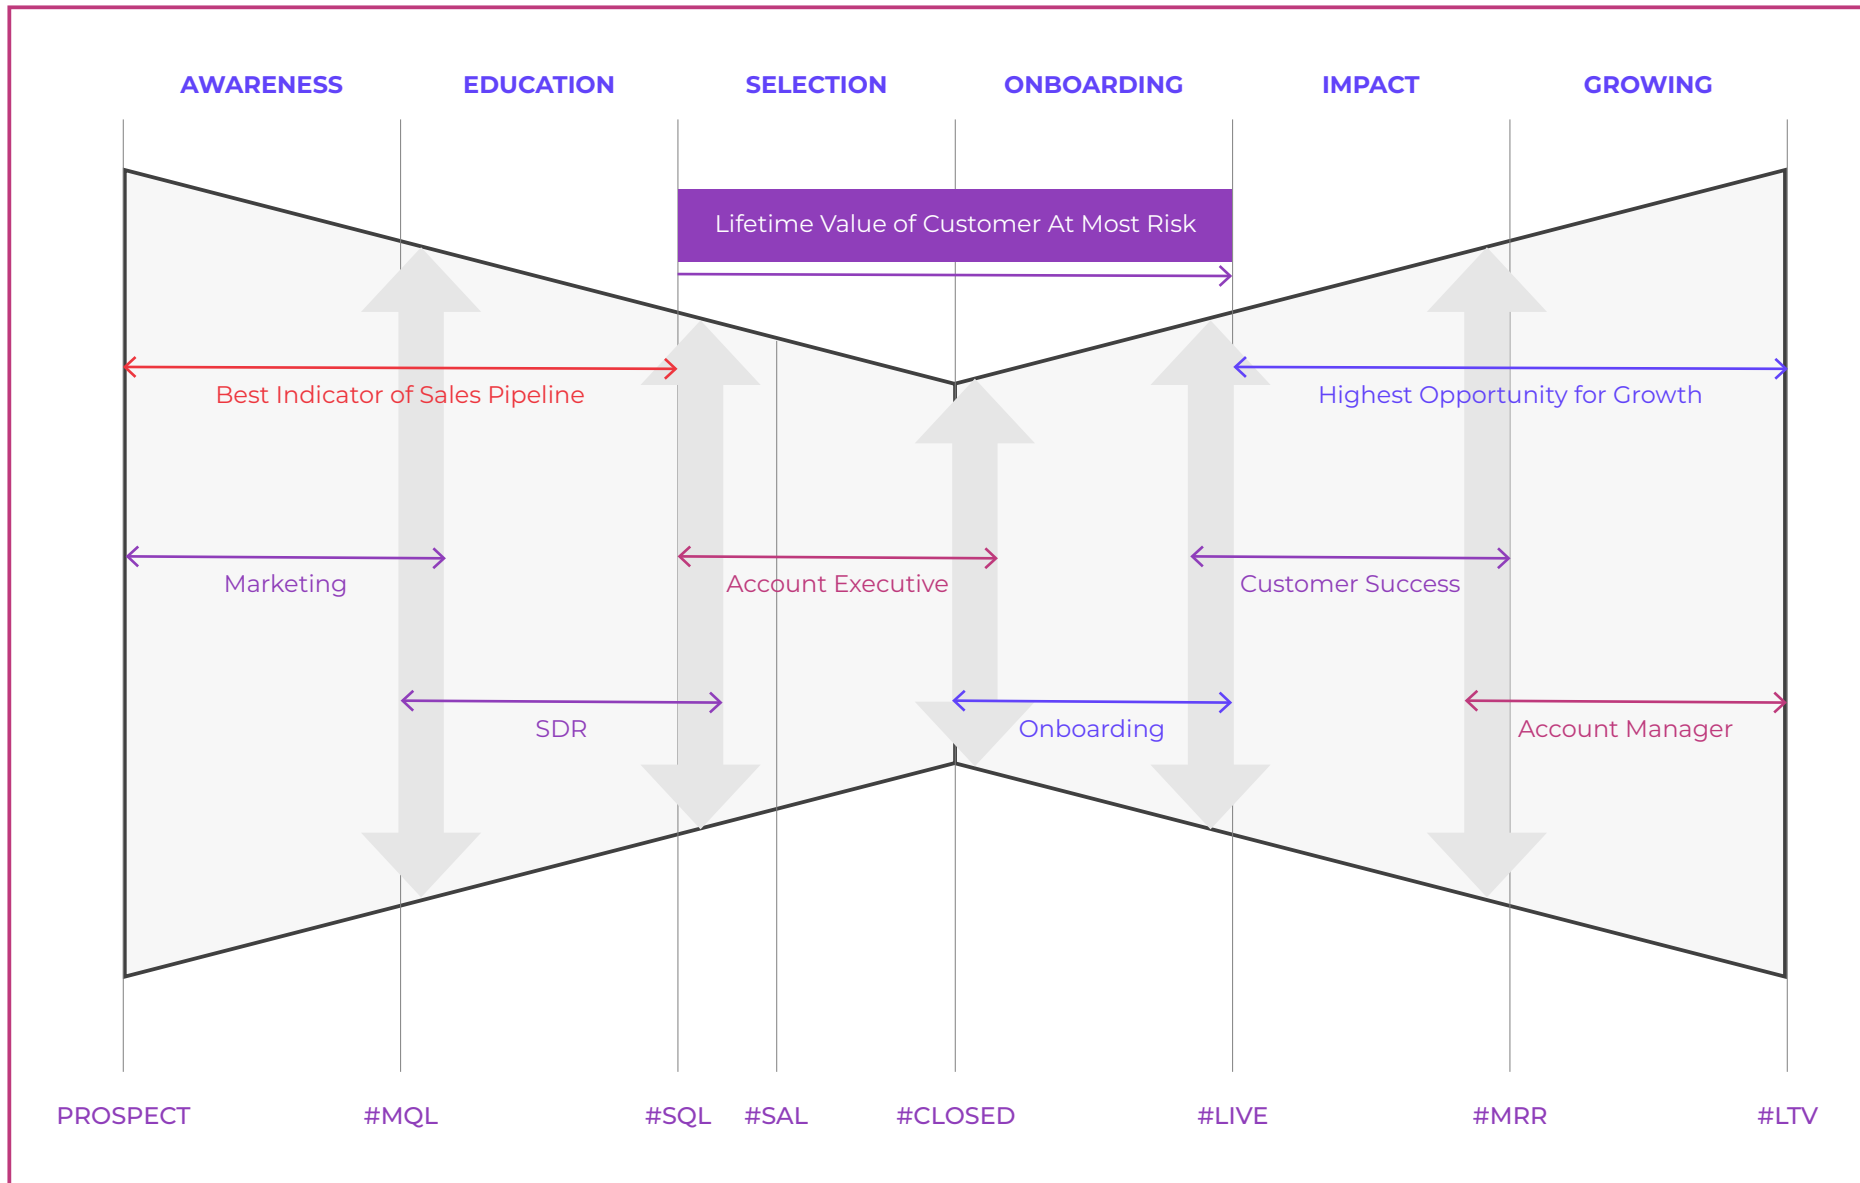 AWARENESS
EDUCATION
SELECTION
ONBOARDING
IMPACT
GROWING
Lifetime Value of Customer At Most Risk
Best Indicator of Sales Pipeline
Highest Opportunity for Growth
Marketing
Account Executive
Customer Success
SDR
Onboarding
Account Manager
PROSPECT
#MQL
#SQL
#SAL
#CLOSED
#LIVE
#MRR
#LTV